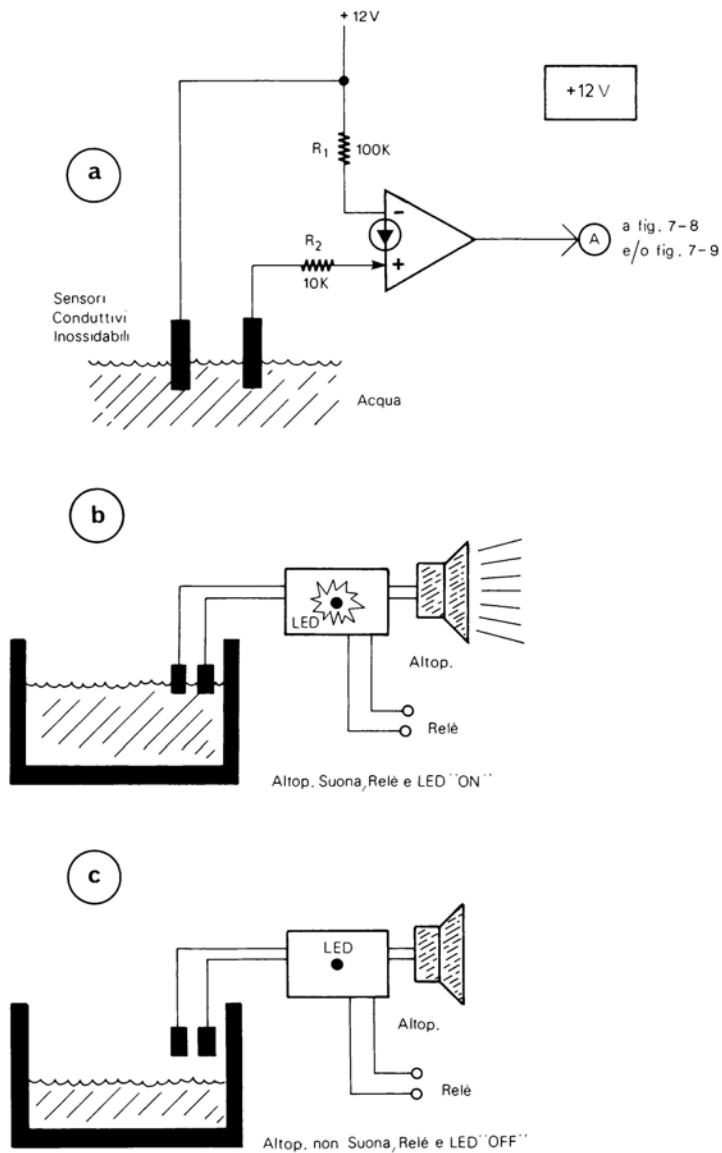 + 12V
+12 V
a
R1
100K
−
R2
10K
+
A
a fig. 7-8
e/o fig. 7-9
Sensori
Conduttivi
Inossidabili
Acqua
b
LED
Altop.
Relè
Altop. Suona, Relè e LED "ON"
c
LED
Altop.
Relè
Altop. non Suona, Relè e LED "OFF"